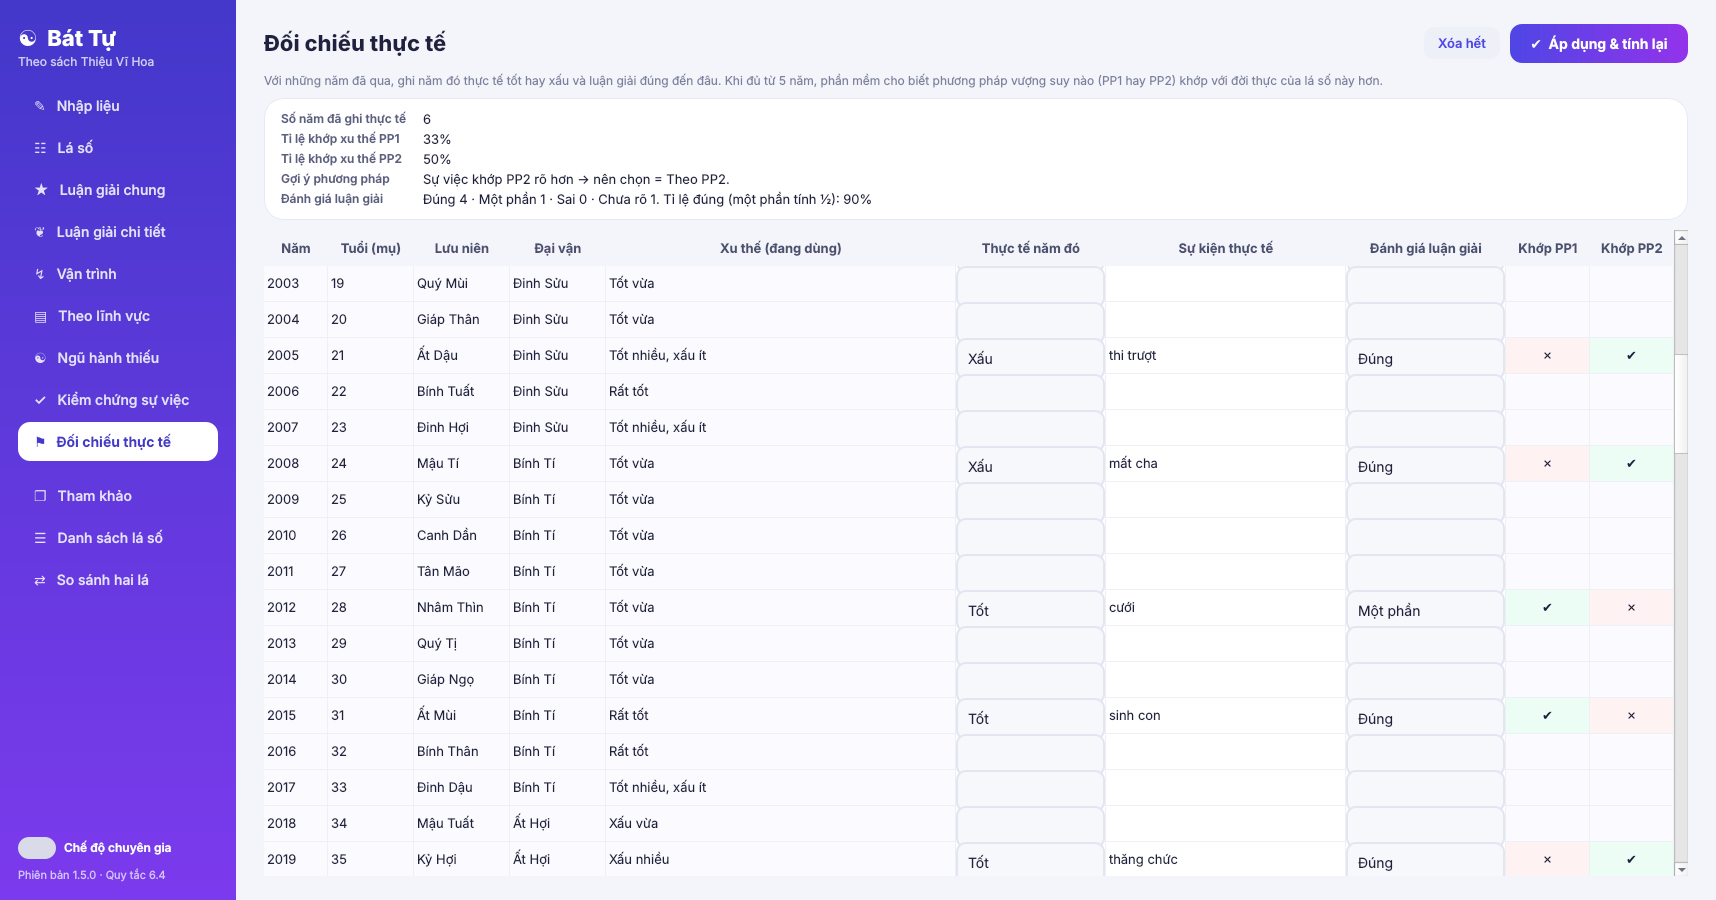 ☯ Bát Tự
Theo sách Thiệu Vĩ Hoa
✎ Nhập liệu
☷ Lá số
★ Luận giải chung
❦ Luận giải chi tiết
↯ Vận trình
▤ Theo lĩnh vực
☯ Ngũ hành thiếu
✓ Kiểm chứng sự việc
⚑ Đối chiếu thực tế
❐ Tham khảo
☰ Danh sách lá số
⇄ So sánh hai lá
Chế độ chuyên gia
Phiên bản 1.5.0 · Quy tắc 6.4
Đối chiếu thực tế
Xóa hết
✔ Áp dụng & tính lại
Với những năm đã qua, ghi năm đó thực tế tốt hay xấu và luận giải đúng đến đâu. Khi đủ từ 5 năm, phần mềm cho biết phương pháp vượng suy nào (PP1 hay PP2) khớp với đời thực của lá số này hơn.
Số năm đã ghi thực tế 6
Tỉ lệ khớp xu thế PP1 33%
Tỉ lệ khớp xu thế PP2 50%
Gợi ý phương pháp Sự việc khớp PP2 rõ hơn → nên chọn = Theo PP2.
Đánh giá luận giải Đúng 4 · Một phần 1 · Sai 0 · Chưa rõ 1. Tỉ lệ đúng (một phần tính ½): 90%
Năm Tuổi (mụ) Lưu niên Đại vận Xu thế (đang dùng) Thực tế năm đó Sự kiện thực tế Đánh giá luận giải Khớp PP1 Khớp PP2
2003 19 Quý Mùi Đinh Sửu Tốt vừa
2004 20 Giáp Thân Đinh Sửu Tốt vừa
2005 21 Ất Dậu Đinh Sửu Tốt nhiều, xấu ít Xấu thi trượt Đúng × ✔
2006 22 Bính Tuất Đinh Sửu Rất tốt
2007 23 Đinh Hợi Đinh Sửu Tốt nhiều, xấu ít
2008 24 Mậu Tí Bính Tí Tốt vừa Xấu mất cha Đúng × ✔
2009 25 Kỷ Sửu Bính Tí Tốt vừa
2010 26 Canh Dần Bính Tí Tốt vừa
2011 27 Tân Mão Bính Tí Tốt vừa
2012 28 Nhâm Thìn Bính Tí Tốt vừa Tốt cưới Một phần ✔ ×
2013 29 Quý Tị Bính Tí Tốt vừa
2014 30 Giáp Ngọ Bính Tí Tốt vừa
2015 31 Ất Mùi Bính Tí Rất tốt Tốt sinh con Đúng ✔ ×
2016 32 Bính Thân Bính Tí Rất tốt
2017 33 Đinh Dậu Bính Tí Tốt nhiều, xấu ít
2018 34 Mậu Tuất Ất Hợi Xấu vừa
2019 35 Kỷ Hợi Ất Hợi Xấu nhiều Tốt thăng chức Đúng × ✔